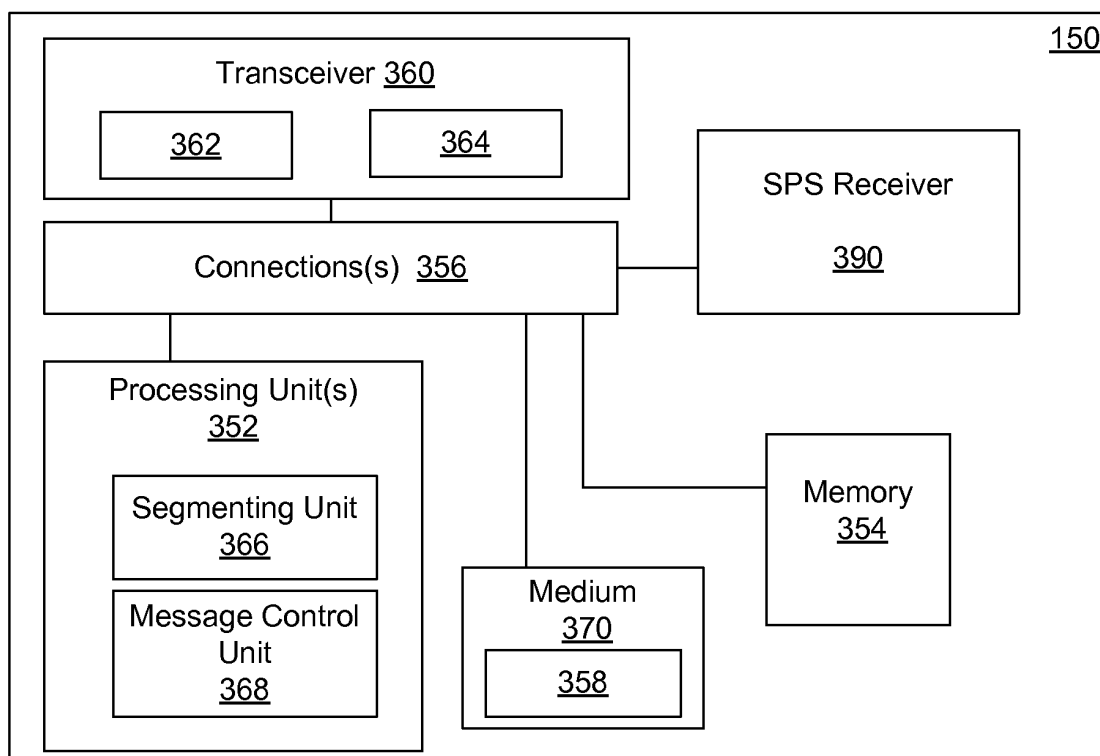 150
Transceiver 360
362
364
SPS Receiver
390
Connections(s) 356
Processing Unit(s)
352
Segmenting Unit
366
Message Control
Unit
368
Medium
370
358
Memory
354